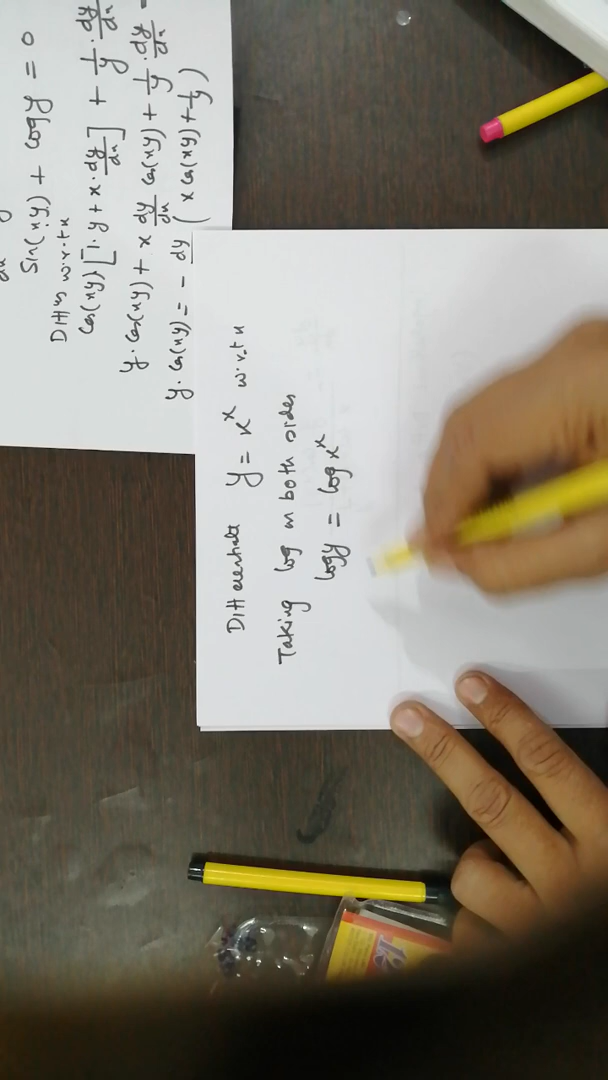 Sin(xy) + log y = 0
Diff w.r.t x
Cos(xy) [1.y + x.dy/dx] + 1/y . dy/dx
y. Cos(xy) + x dy/dx Cos(xy) + 1/y . dy/dx =
y. Cos(xy) = - dy ( x Cos(xy) + 1/y )
Differentiate y = x^x w.r.t x
Taking log on both sides
log y = log x^x